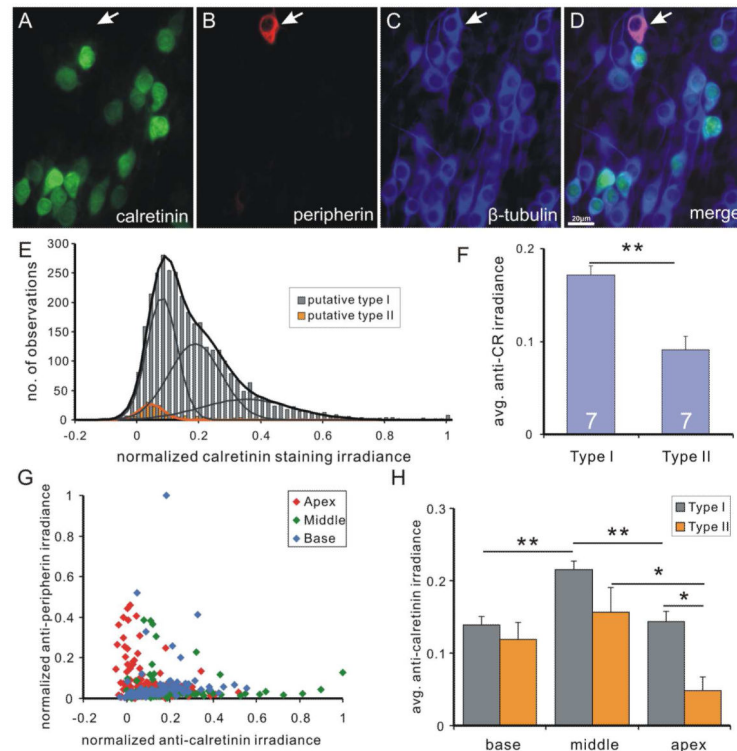 A
B
C
D
calretinin
peripherin
β-tubulin
merge
20μm
E
no. of observations
300
250
200
150
100
50
0
-0.2
0
0.2
0.4
0.6
0.8
1
normalized calretinin staining irradiance
putative type I
putative type II
F
avg. anti-CR irradiance
0.2
0.1
0
**
7
7
Type I
Type II
G
normalized anti-peripherin irradiance
1
0.8
0.6
0.4
0.2
0
-0.2
0
0.2
0.4
0.6
0.8
1
normalized anti-calretinin irradiance
Apex
Middle
Base
H
avg. anti-calretinin irradiance
0.3
0.2
0.1
0
Type I
Type II
**
**
*
*
base
middle
apex